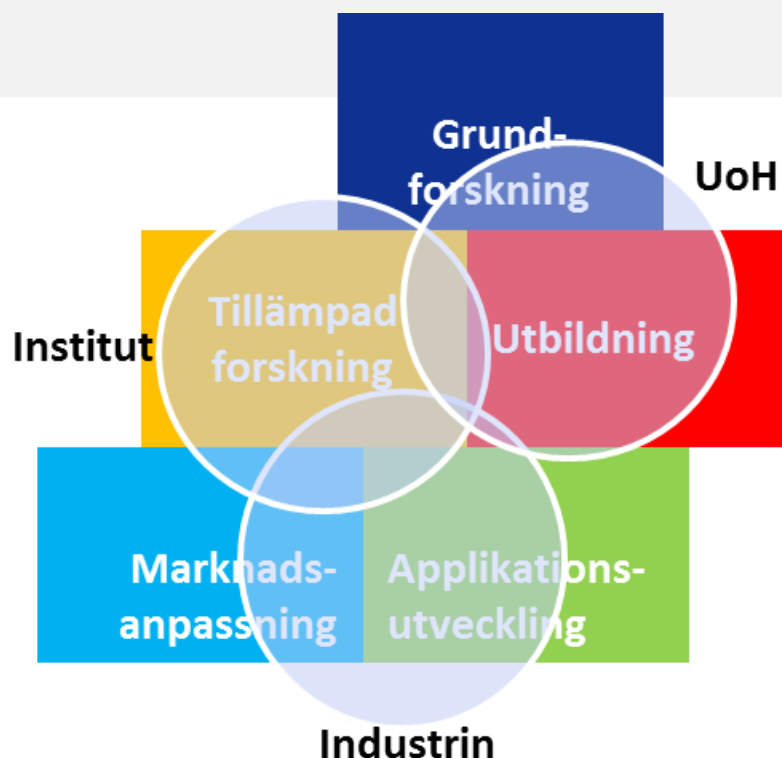 Grund-
forskning
UoH
Tillämpad
forskning
Institut
Utbildning
Marknads-
anpassning
Applikations-
utveckling
Industrin